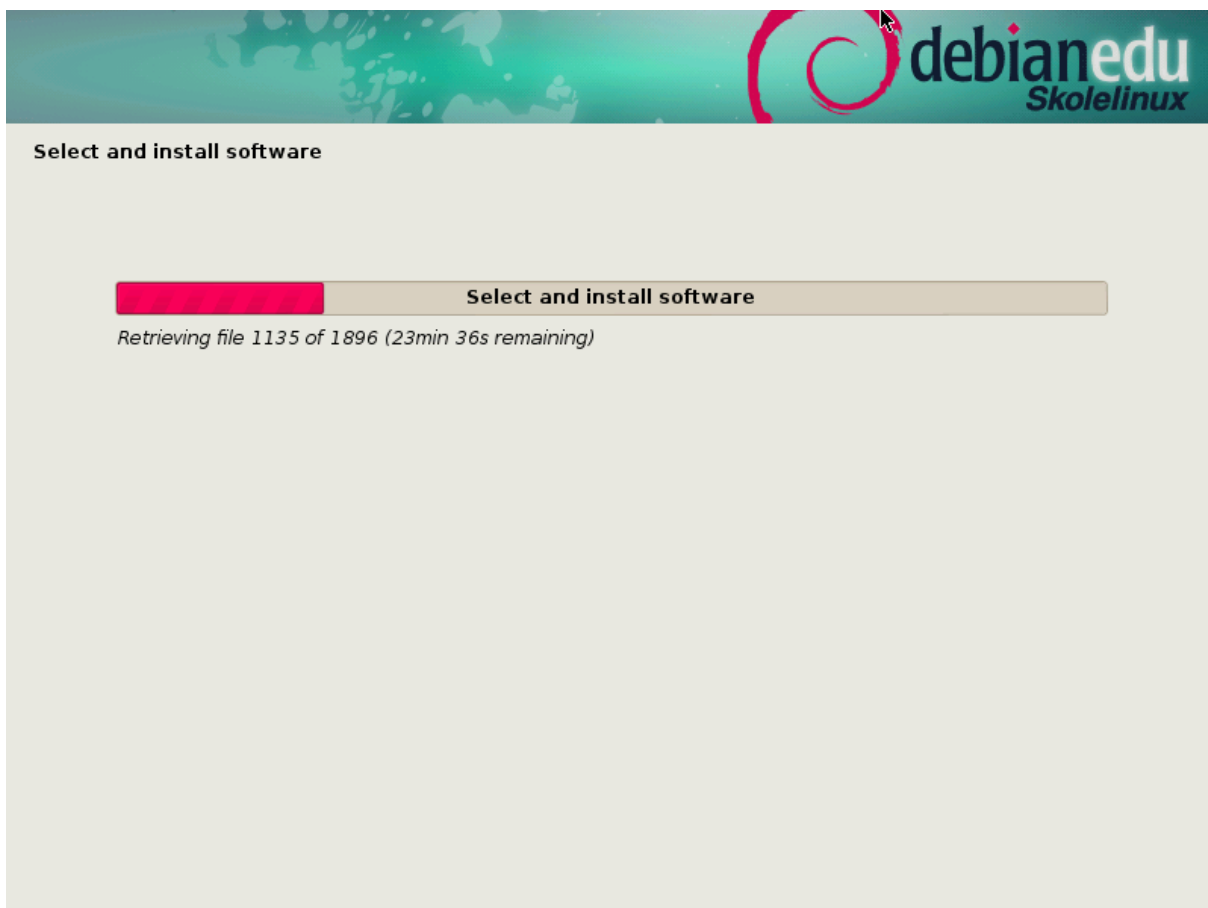 debianedu
Skolelinux
Select and install software
Select and install software
Retrieving file 1135 of 1896 (23min 36s remaining)